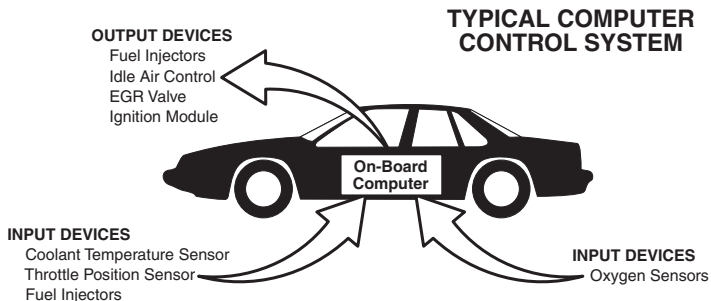 TYPICAL COMPUTER
CONTROL SYSTEM
OUTPUT DEVICES
Fuel Injectors
Idle Air Control
EGR Valve
Ignition Module
On-Board
Computer
INPUT DEVICES
Coolant Temperature Sensor
Throttle Position Sensor
Fuel Injectors
INPUT DEVICES
Oxygen Sensors